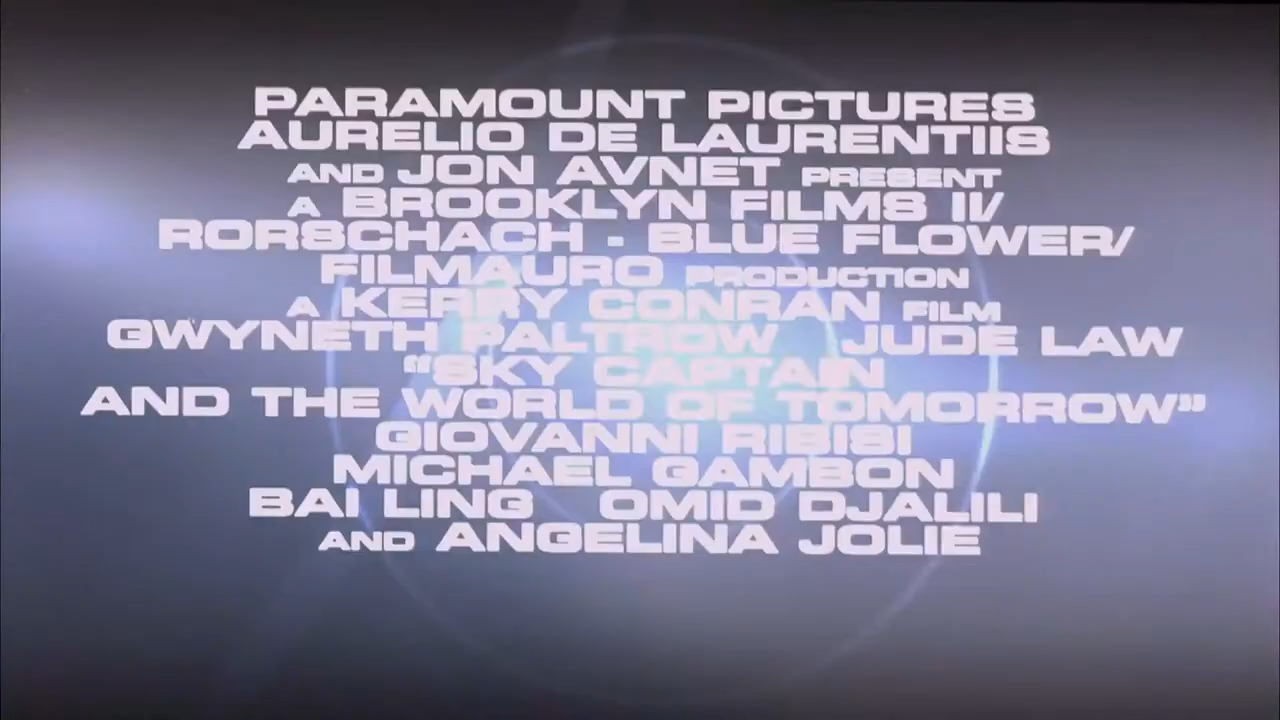 PARAMOUNT PICTURES
AURELIO DE LAURENTIIS
AND JON AVNET PRESENT
A BROOKLYN FILMS II/
RORSCHACH - BLUE FLOWER/
FILMAURO PRODUCTION
A KERRY CONRAN FILM
GWYNETH PALTROW JUDE LAW
“SKY CAPTAIN
AND THE WORLD OF TOMORROW”
GIOVANNI RIBISI
MICHAEL GAMBON
BAI LING OMID DJALILI
AND ANGELINA JOLIE